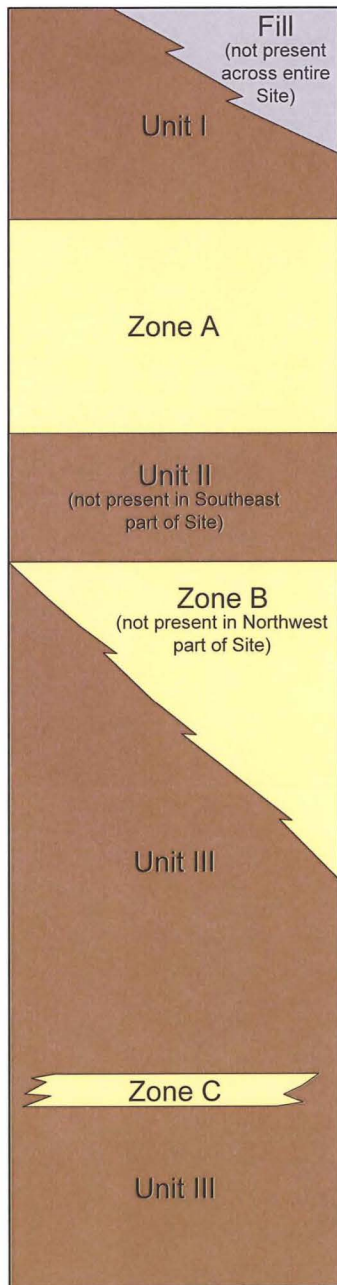 Fill
(not present
across entire
Site)
Unit I
Zone A
Unit II
(not present in Southeast
part of Site)
Zone B
(not present in Northwest
part of Site)
Unit III
Zone C
Unit III